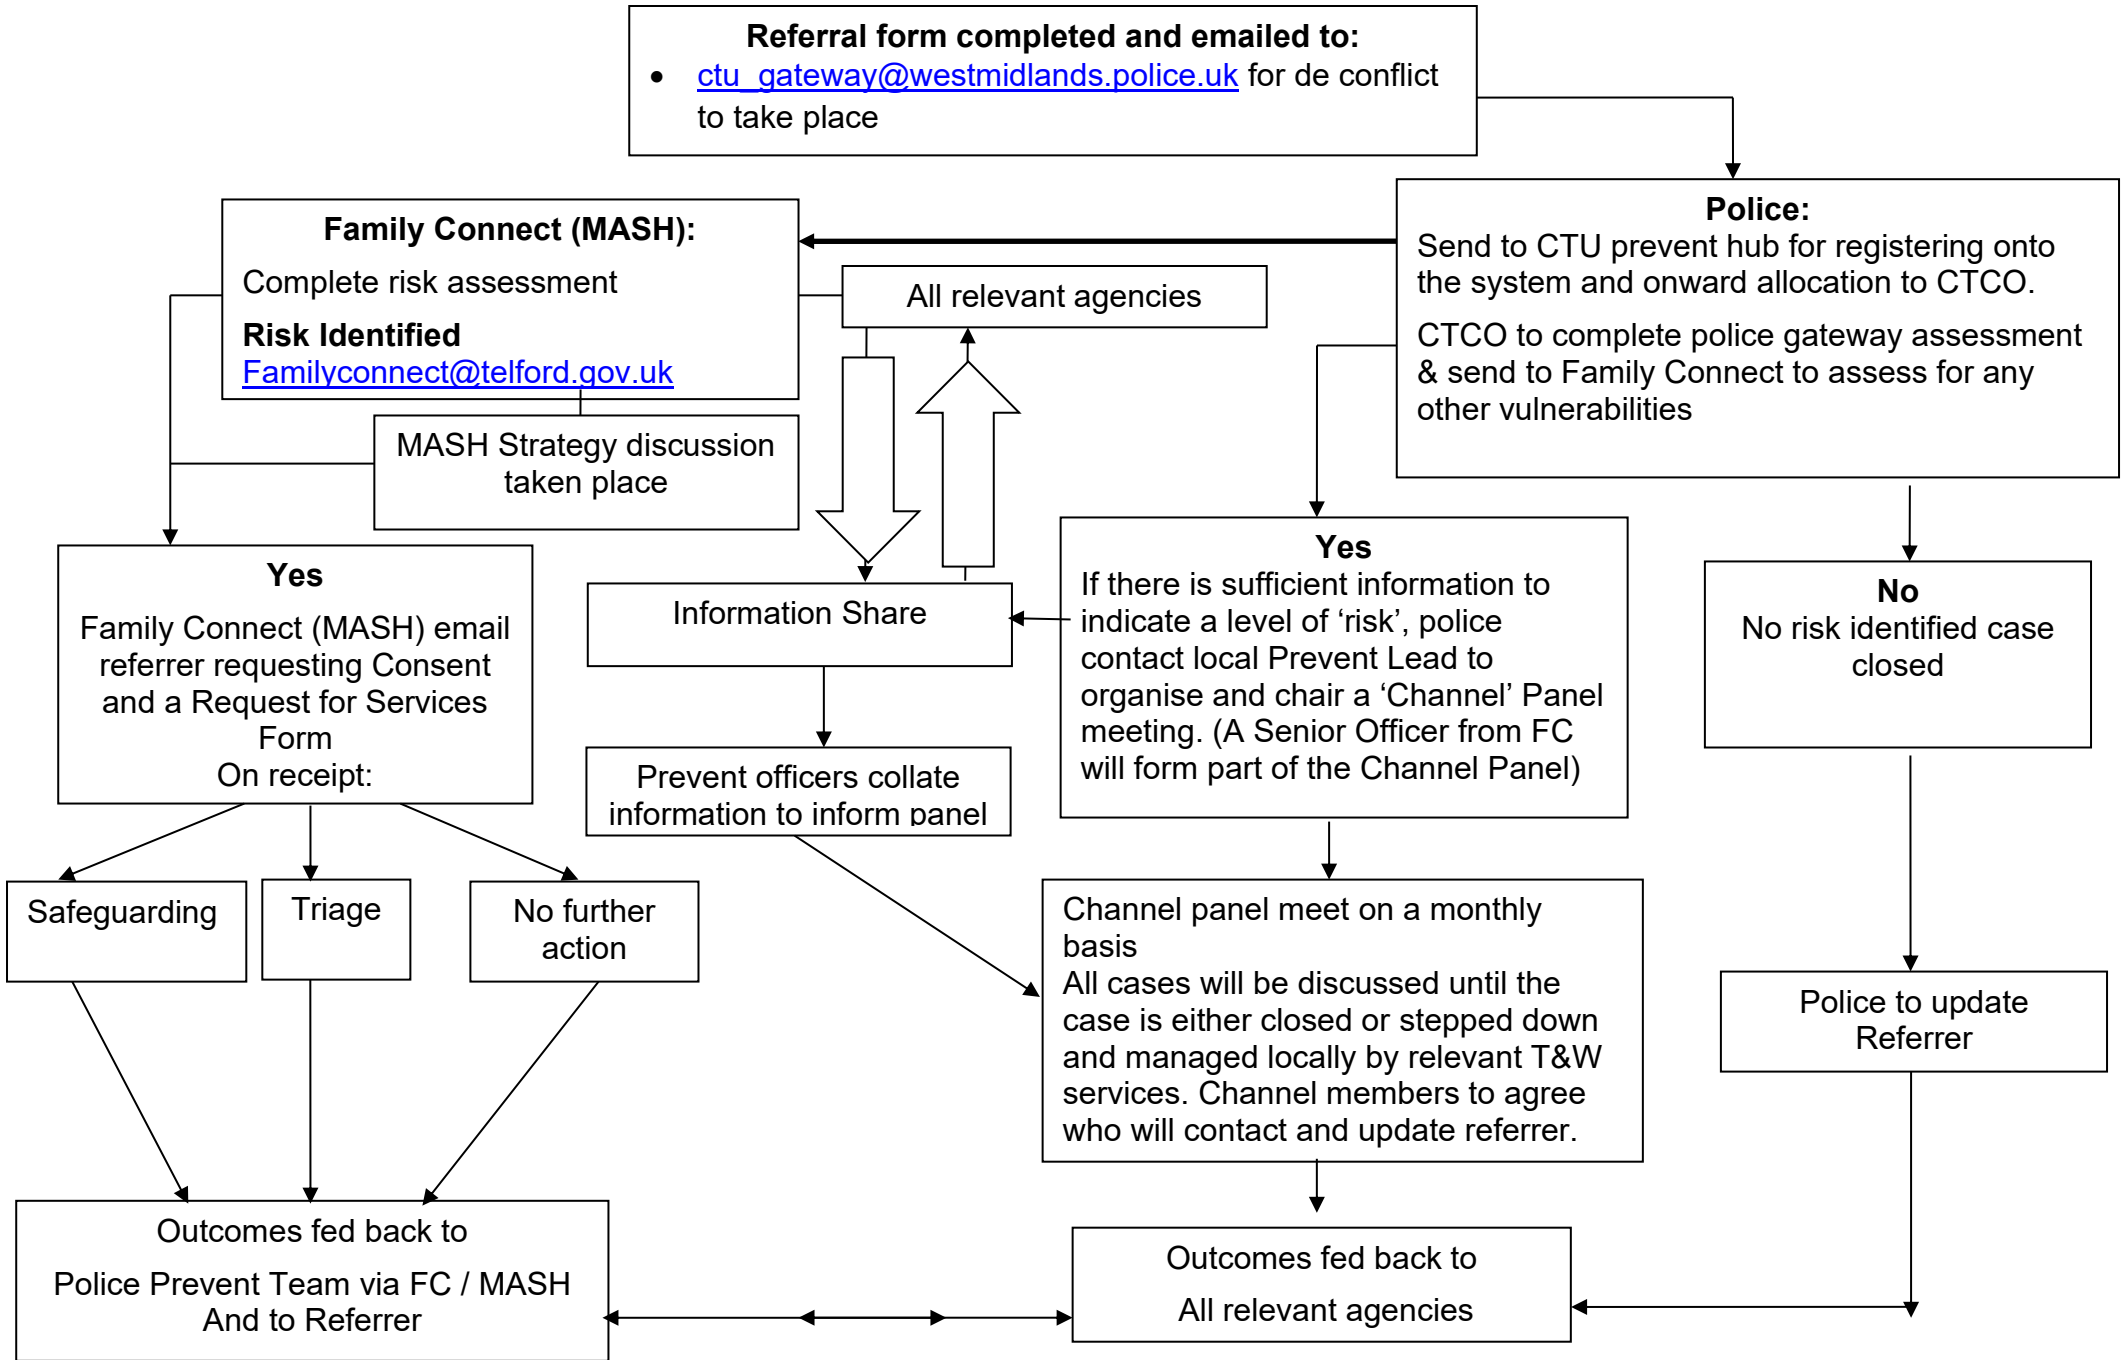 Referral form completed and emailed to:
• ctu_gateway@westmidlands.police.uk for de conflict
to take place
Family Connect (MASH):
Complete risk assessment
Risk Identified
Familyconnect@telford.gov.uk
All relevant agencies
Police:
Send to CTU prevent hub for registering onto
the system and onward allocation to CTCO.
CTCO to complete police gateway assessment
& send to Family Connect to assess for any
other vulnerabilities
MASH Strategy discussion
taken place
Yes
Family Connect (MASH) email
referrer requesting Consent
and a Request for Services
Form
On receipt:
Information Share
Yes
If there is sufficient information to
indicate a level of ‘risk’, police
contact local Prevent Lead to
organise and chair a ‘Channel’ Panel
meeting. (A Senior Officer from FC
will form part of the Channel Panel)
No
No risk identified case
closed
Prevent officers collate
information to inform panel
Safeguarding
Triage
No further
action
Channel panel meet on a monthly
basis
All cases will be discussed until the
case is either closed or stepped down
and managed locally by relevant T&W
services. Channel members to agree
who will contact and update referrer.
Police to update
Referrer
Outcomes fed back to
Police Prevent Team via FC / MASH
And to Referrer
Outcomes fed back to
All relevant agencies